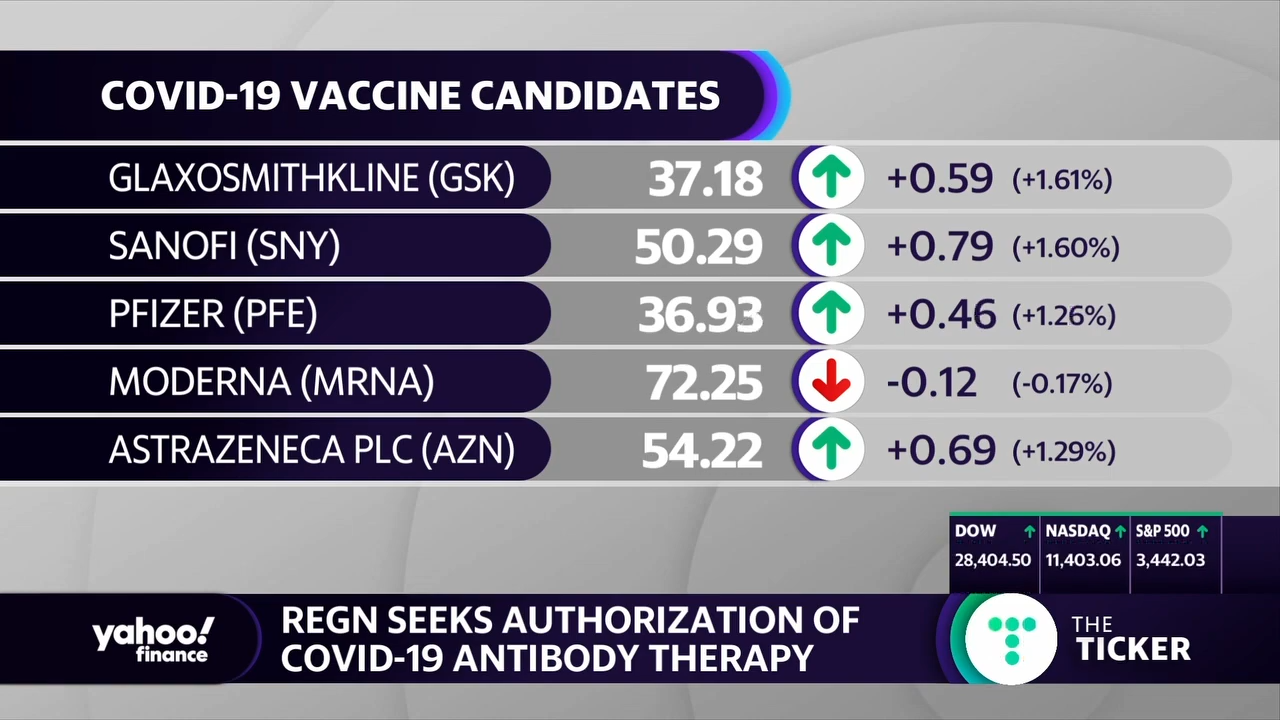 COVID-19 VACCINE CANDIDATES
GLAXOSMITHKLINE (GSK) 37.18 +0.59 (+1.61%)
SANOFI (SNY) 50.29 +0.79 (+1.60%)
PFIZER (PFE) 36.93 +0.46 (+1.26%)
MODERNA (MRNA) 72.25 -0.12 (-0.17%)
ASTRAZENECA PLC (AZN) 54.22 +0.69 (+1.29%)
DOW NASDAQ S&P 500
28,404.50 11,403.06 3,442.03
yahoo!
finance
REGN SEEKS AUTHORIZATION OF
COVID-19 ANTIBODY THERAPY
THE
TICKER